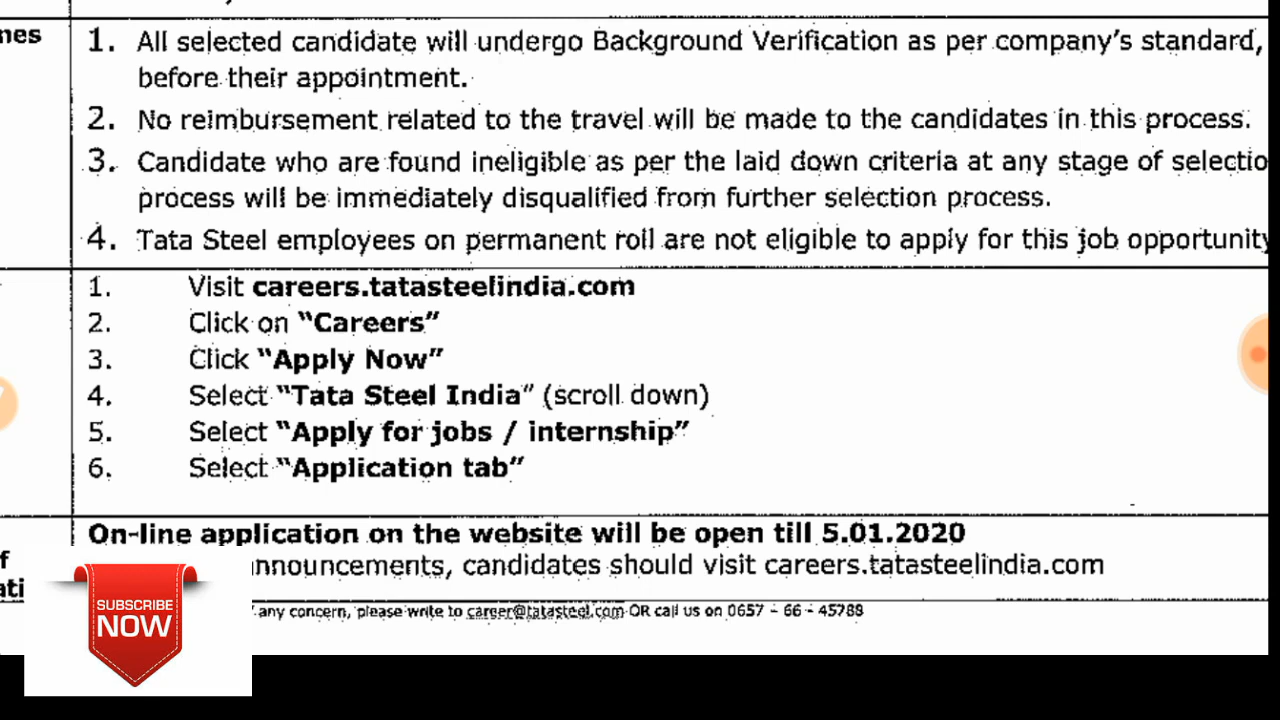 nes
1. All selected candidate will undergo Background Verification as per company's standard,
before their appointment.
2. No reimbursement related to the travel will be made to the candidates in this process.
3. Candidate who are found ineligible as per the laid down criteria at any stage of selectio
process will be immediately disqualified from further selection process.
4. Tata Steel employees on permanent roll are not eligible to apply for this job opportunity
1. Visit careers.tatasteelindia.com
2. Click on "Careers"
3. Click "Apply Now"
4. Select "Tata Steel India" (scroll down)
5. Select "Apply for jobs / internship"
6. Select "Application tab"
On-line application on the website will be open till 5.01.2020
f
ati
nnouncements, candidates should visit careers.tatasteelindia.com
any concern, please write to career@tatasteel.com OR call us on 0657 - 66 - 45788
SUBSCRIBE
NOW